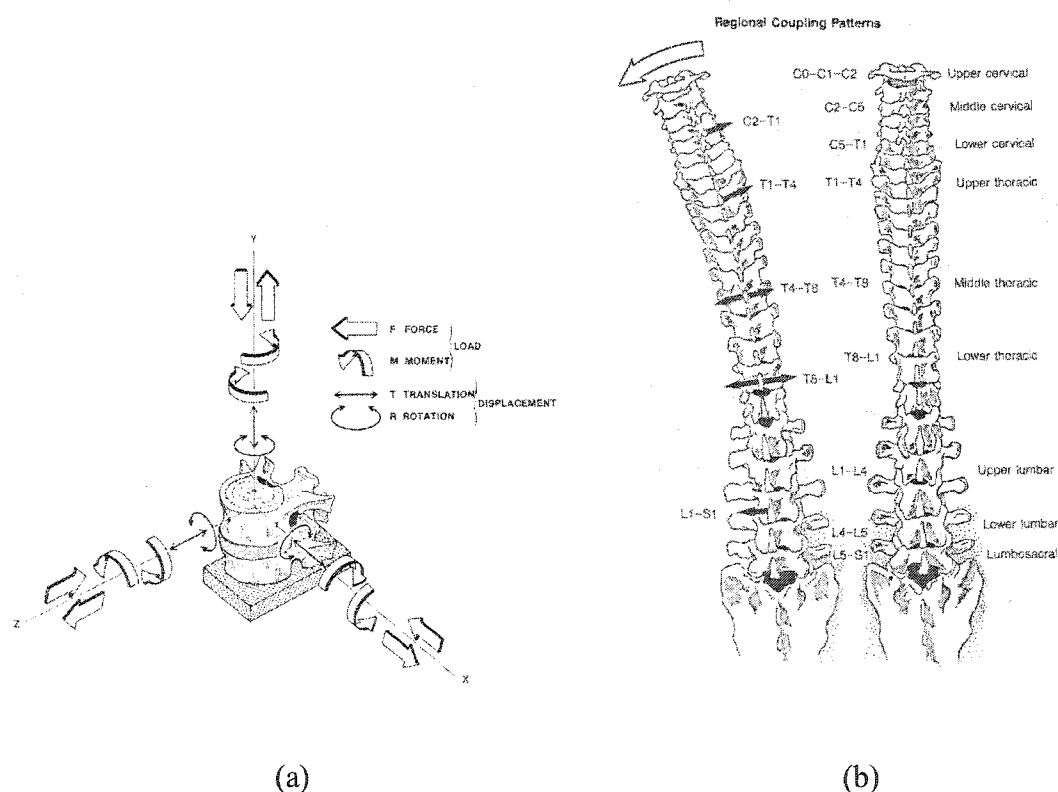 Regional Coupling Patterns
C0-C1-C2 Upper cervical
C2-C5 Middle cervical
C2-T1
C5-T1 Lower cervical
T1-T4 T1-T4 Upper thoracic
Y
T4-T8 T4-T8 Middle thoracic
F FORCE
LOAD
M MOMENT
T8-L1 Lower thoracic
T8-L1
T TRANSLATION
DISPLACEMENT
R ROTATION
L1-L4 Upper lumbar
L1-S1
L4-L5 Lower lumbar
L5-S1 Lumbosacral
Z
X
(a) (b)